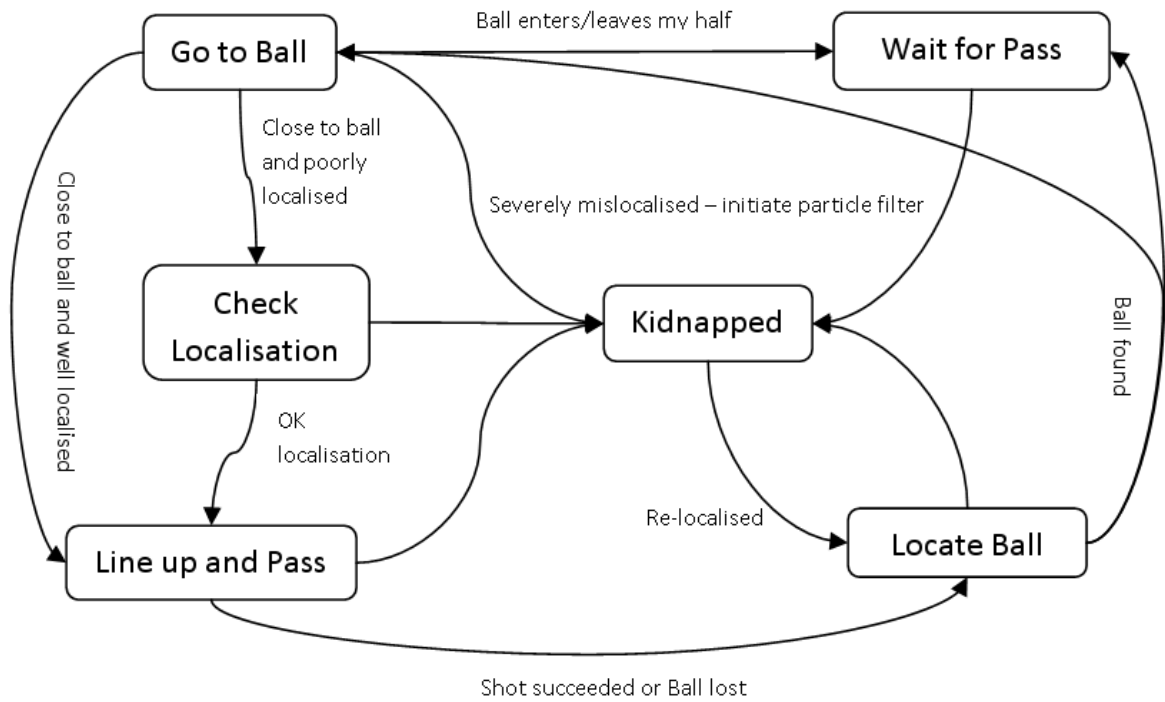 Ball enters/leaves my half
Go to Ball
Wait for Pass
Close to ball
and poorly
localised
Close to ball and well localised
Severely mislocalised – initiate particle filter
Check
Localisation
Kidnapped
Ball found
OK
localisation
Re-localised
Line up and Pass
Locate Ball
Shot succeeded or Ball lost